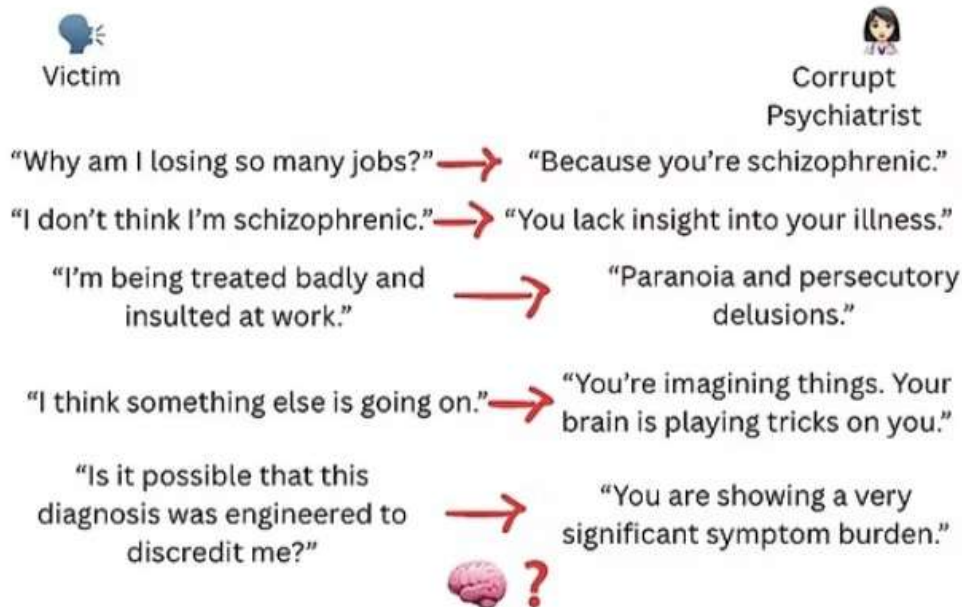 Victim
Corrupt
Psychiatrist
“Why am I losing so many jobs?” “Because you’re schizophrenic.”
“I don’t think I’m schizophrenic.” “You lack insight into your illness.”
“I’m being treated badly and
insulted at work.”
“Paranoia and persecutory
delusions.”
“I think something else is going on.”
“You’re imagining things. Your
brain is playing tricks on you.”
“Is it possible that this
diagnosis was engineered to
discredit me?”
“You are showing a very
significant symptom burden.”
?